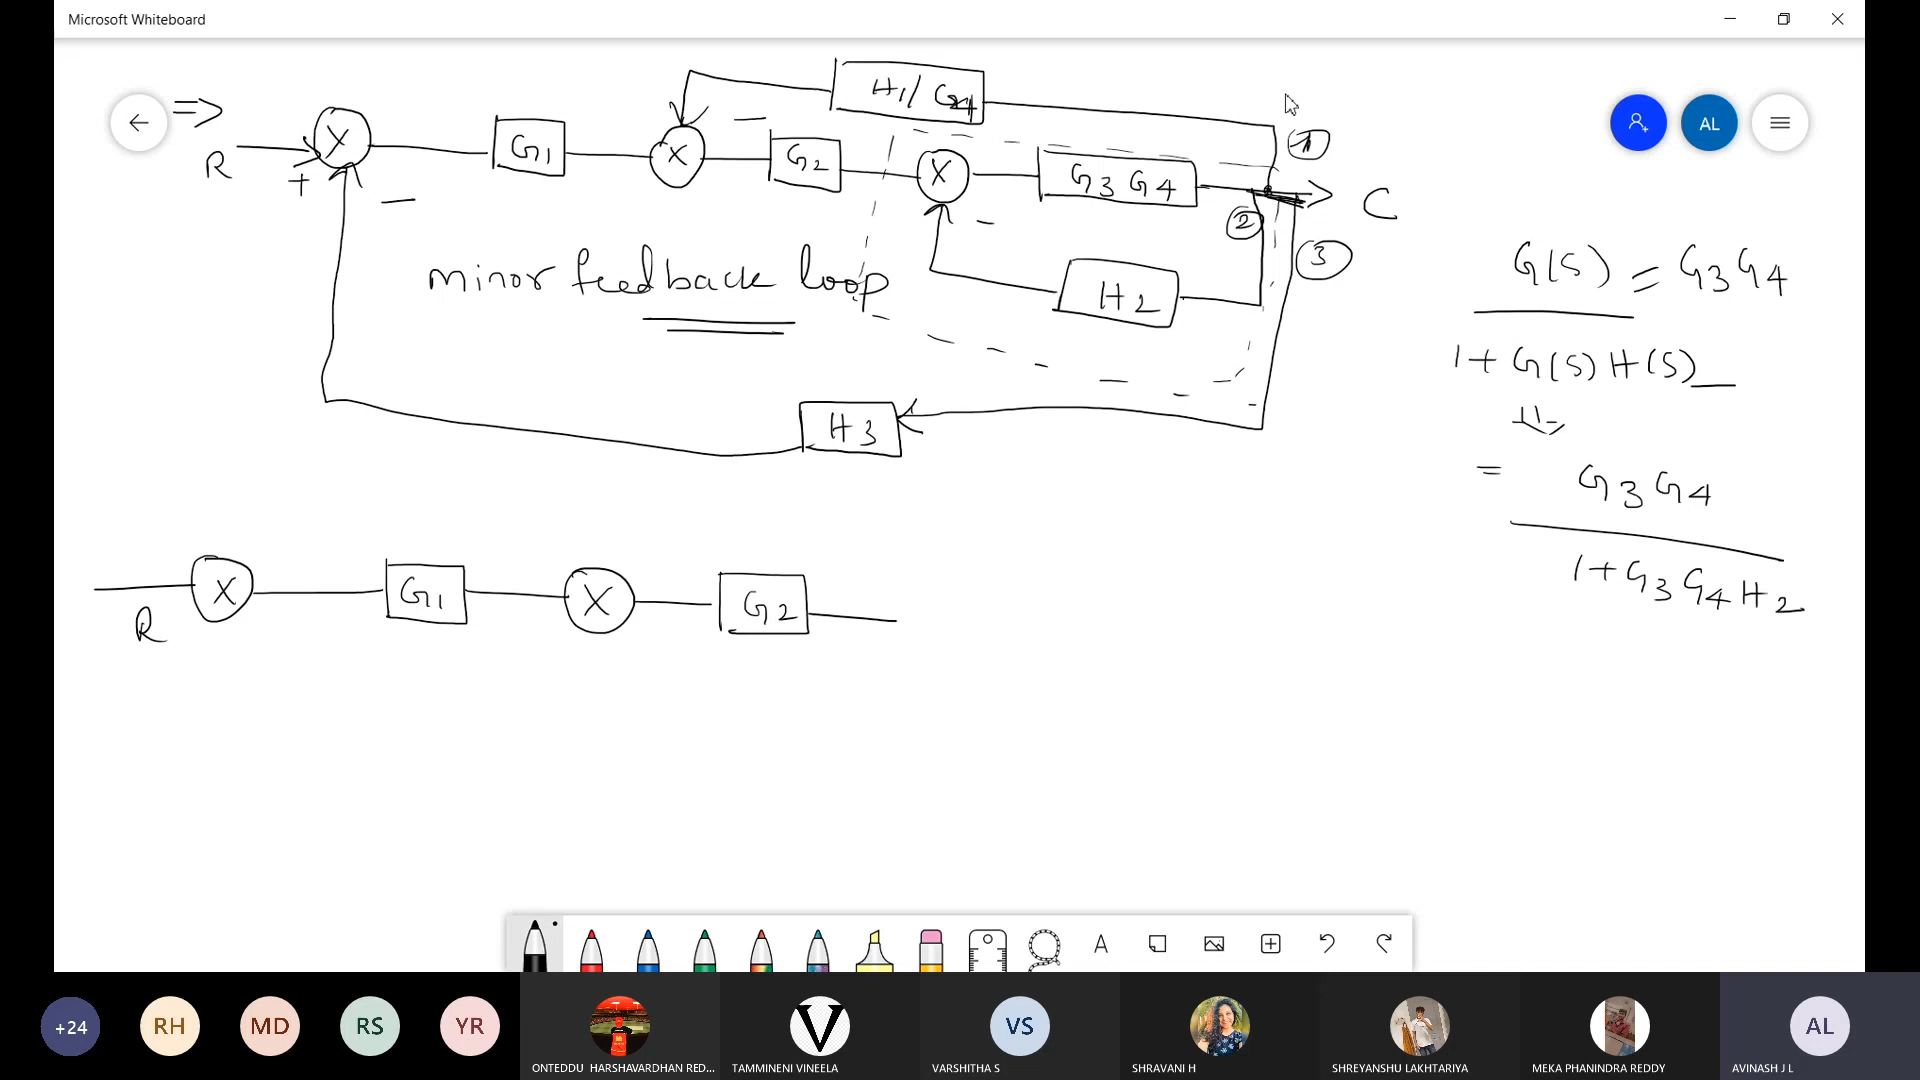 Microsoft Whiteboard
=>
H1/G4
R
+
X
G1
X
−
G2
X
G3 G4
①
C
−
−
②
③
minor feedback loop
H2
H3
G(S) = G3G4
1+ G(S) H(S)
= G3G4
1+G3G4H2
R
X
G1
X
G2
AL
A
+24
RH
MD
RS
YR
V
VS
AL
ONTEDDU HARSHAVARDHAN RED...
TAMMINENI VINEELA
VARSHITHA S
SHRAVANI H
SHREYANSHU LAKHTARIYA
MEKA PHANINDRA REDDY
AVINASH J L